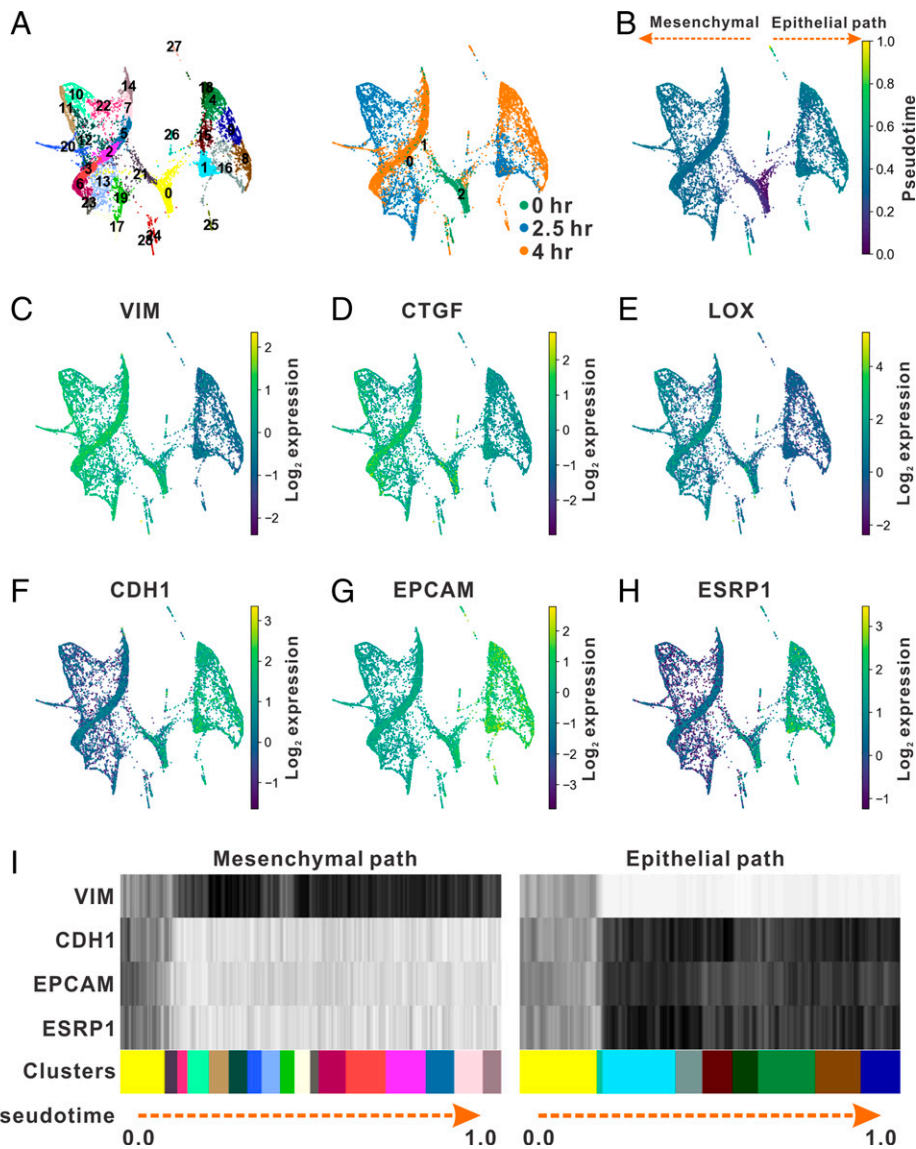 A
27
14
10
22
7
11
5
12
20
2
3
6
13
21
23
19
17
28
24
0
26
18
4
9
15
8
1
16
25
1
0
2
0 hr
2.5 hr
4 hr
B
Mesenchymal
Epithelial path
1.0
0.8
0.6
0.4
0.2
0.0
Pseudotime
C
VIM
2
1
0
−1
−2
Log2 expression
D
CTGF
2
1
0
−1
−2
Log2 expression
E
LOX
4
2
0
−2
Log2 expression
F
CDH1
3
2
1
0
−1
Log2 expression
G
EPCAM
2
1
0
−1
−2
−3
Log2 expression
H
ESRP1
3
2
1
0
−1
Log2 expression
I
Mesenchymal path
Epithelial path
VIM
CDH1
EPCAM
ESRP1
Clusters
seudotime
0.0
1.0
0.0
1.0